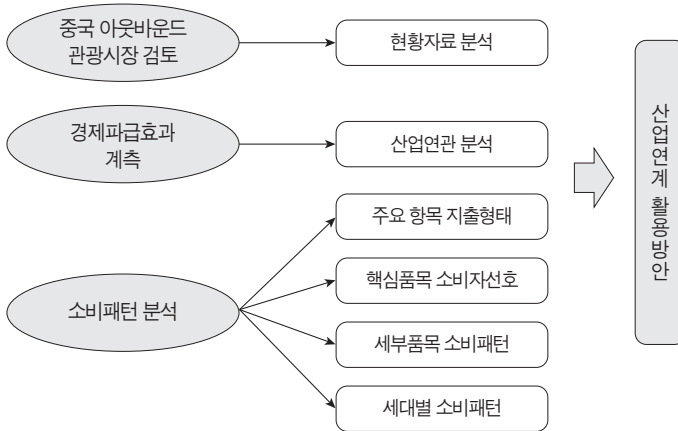 중국 아웃바운드
관광시장 검토
현황자료 분석
경제파급효과
계측
산업연관 분석
주요 항목 지출형태
핵심품목 소비자선호
소비패턴 분석
세부품목 소비패턴
세대별 소비패턴
산업연계 활용방안